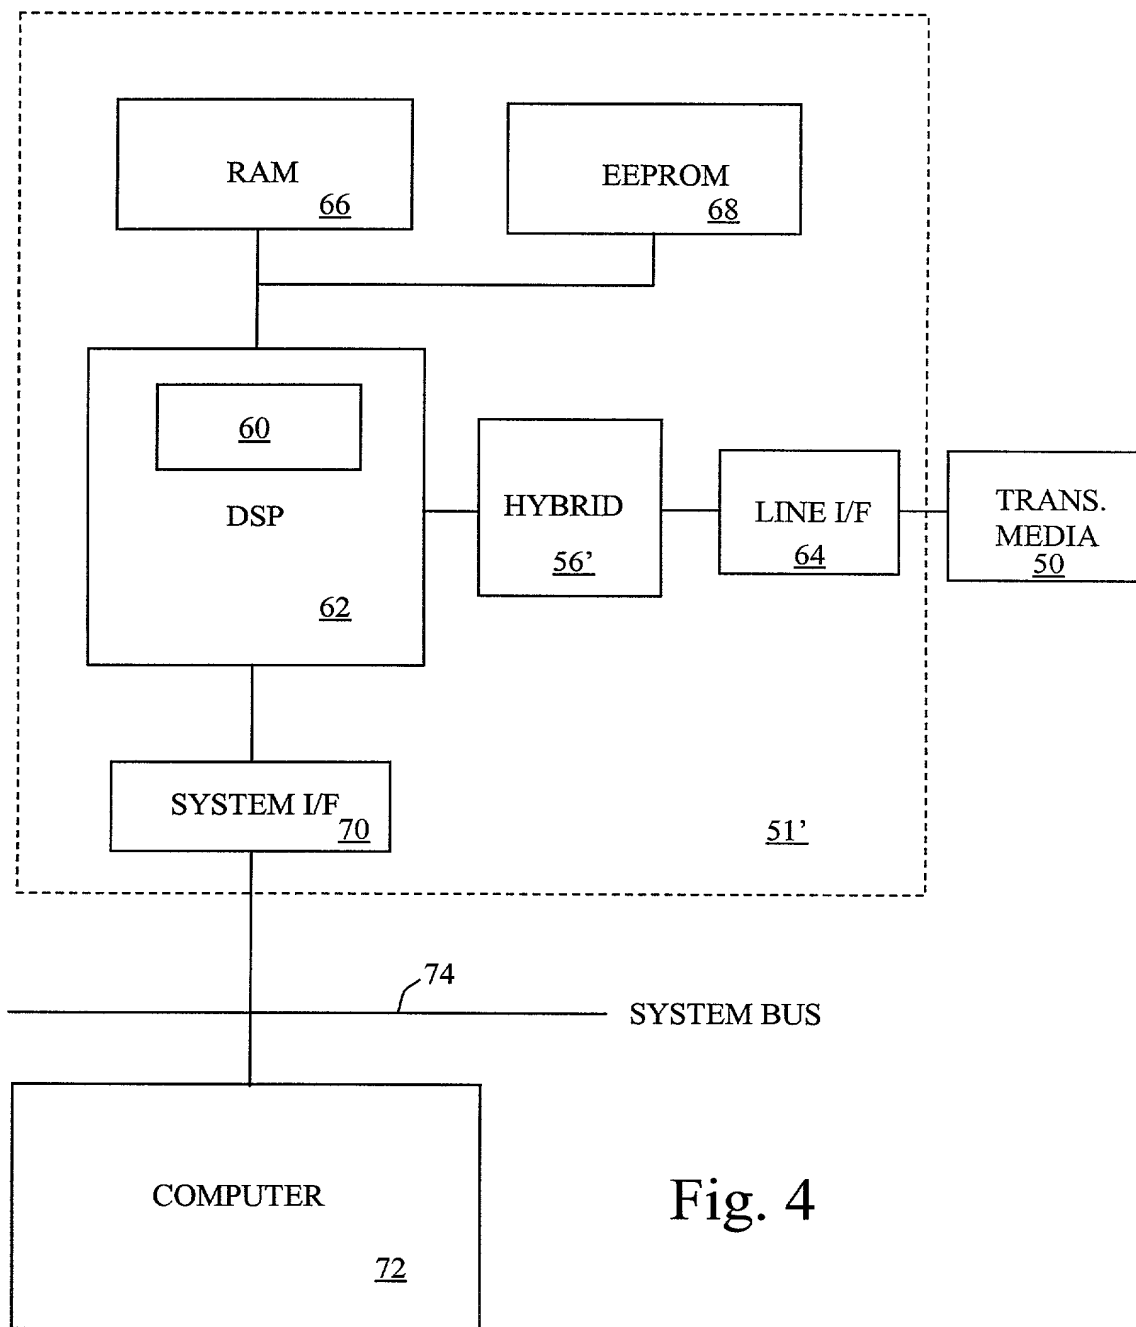 RAM
66
EEPROM
68
60
DSP
62
HYBRID
56’
LINE I/F
64
TRANS.
MEDIA
50
SYSTEM I/F
70
51’
74
SYSTEM BUS
COMPUTER
72
Fig. 4